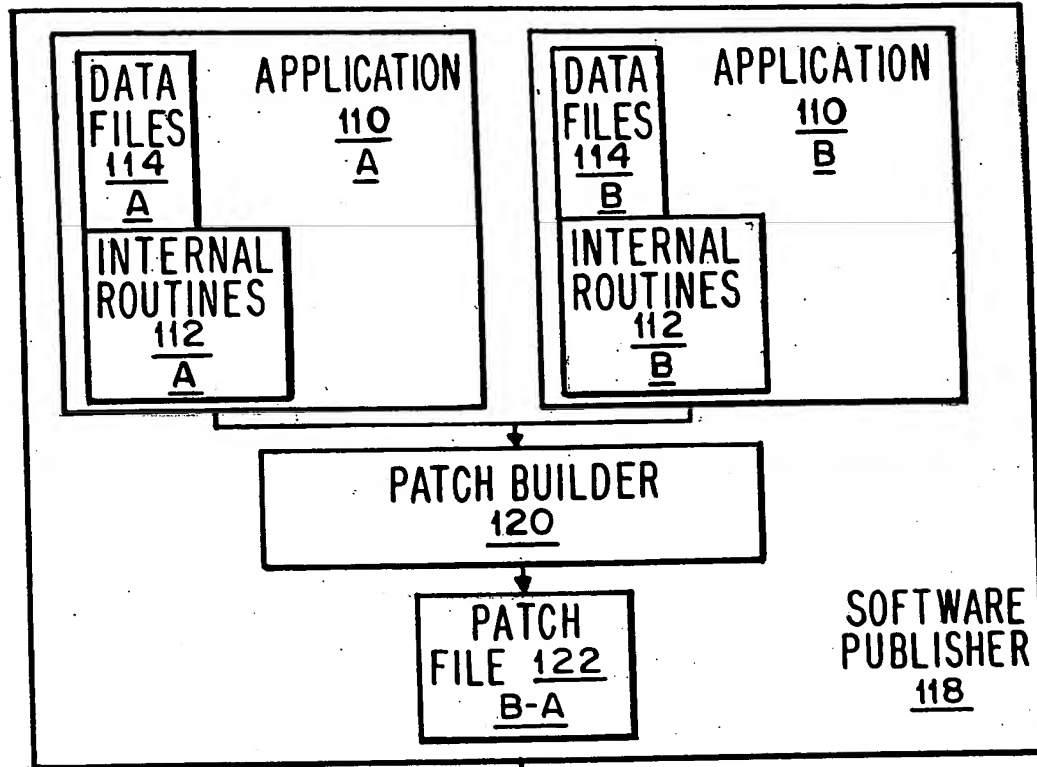 DATA
FILES
114
A
APPLICATION
110
A
INTERNAL
ROUTINES
112
A
DATA
FILES
114
B
APPLICATION
110
B
INTERNAL
ROUTINES
112
B
PATCH BUILDER
120
PATCH
FILE 122
B-A
SOFTWARE
PUBLISHER
118